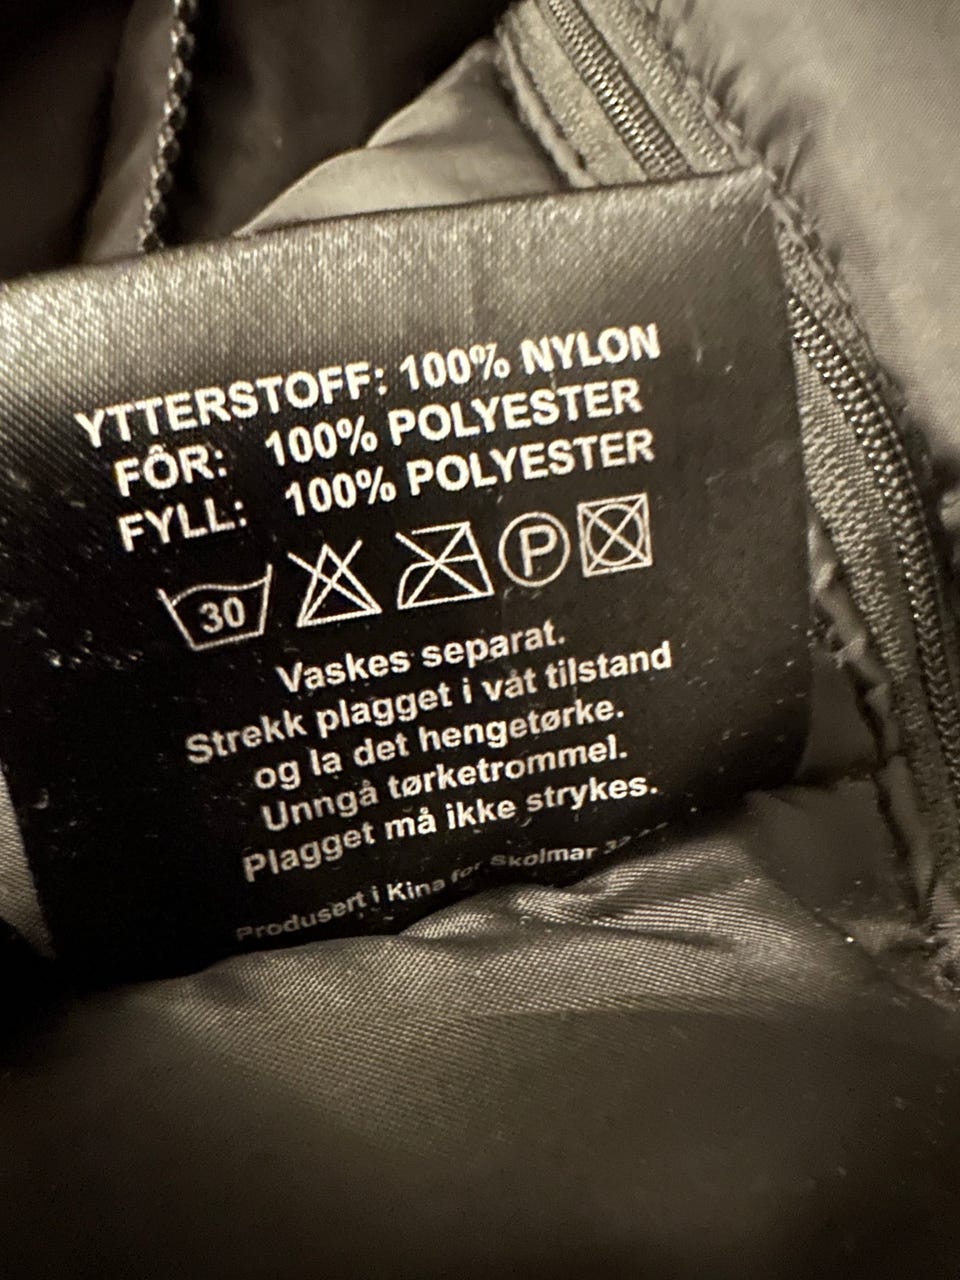 YTTERSTOFF: 100% NYLON
FÔR: 100% POLYESTER
FYLL: 100% POLYESTER
30 P
Vaskes separat.
Strekk plagget i våt tilstand
og la det hengetørke.
Unngå tørketrommel.
Plagget må ikke strykes.
Produsert i Kina for Skolmar